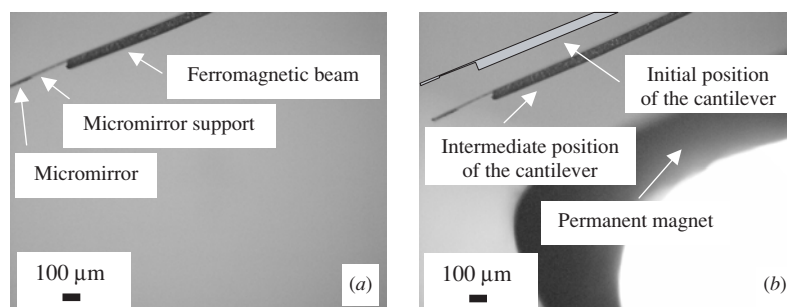 Ferromagnetic beam
Micromirror support
Micromirror
100 µm
(a)
Initial position
of the cantilever
Intermediate position
of the cantilever
Permanent magnet
100 µm
(b)